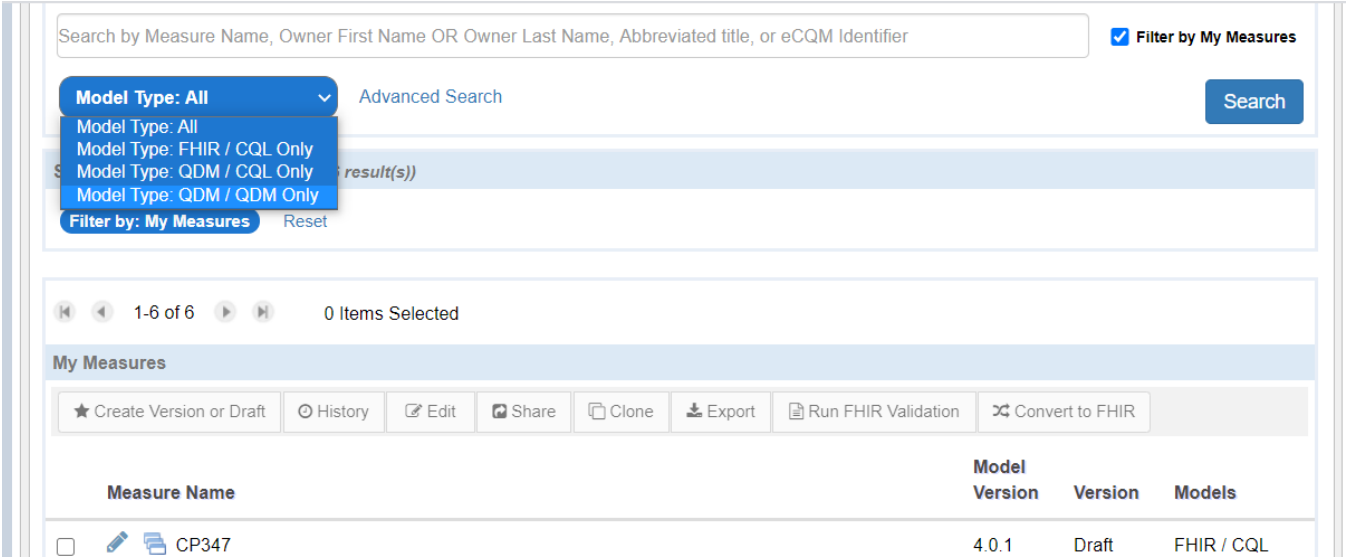 Search by Measure Name, Owner First Name OR Owner Last Name, Abbreviated title, or eCQM Identifier
Filter by My Measures
Model Type: All
Advanced Search
Search
Model Type: All
Model Type: FHIR / CQL Only
Model Type: QDM / CQL Only
Model Type: QDM / QDM Only
result(s))
Filter by: My Measures
Reset
1-6 of 6
0 Items Selected
My Measures
Create Version or Draft
History
Edit
Share
Clone
Export
Run FHIR Validation
Convert to FHIR
Measure Name
Model Version
Version
Models
CP347
4.0.1
Draft
FHIR / CQL